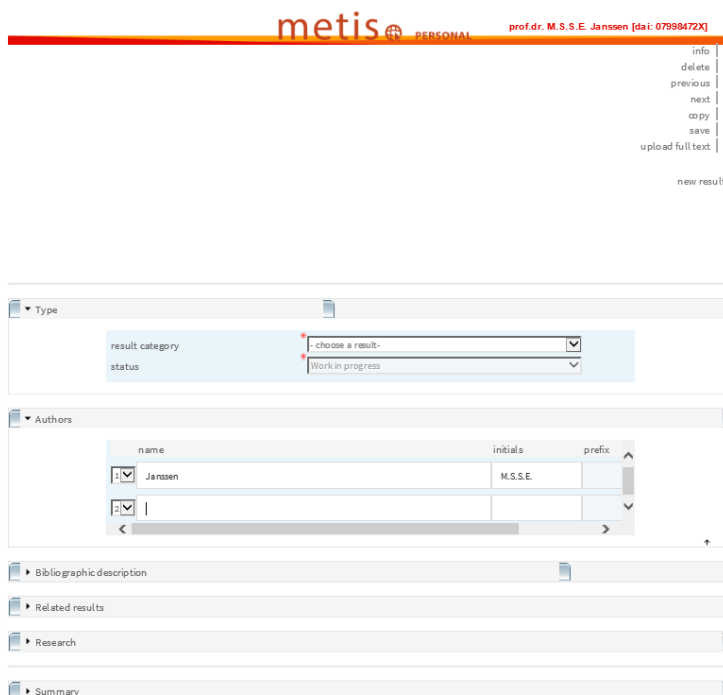 metis PERSONAL
prof.dr. M.S.S.E. Janssen [dai: 07998472X]
info
delete
previous
next
copy
save
upload full text
new result
Type
result category * - choose a result-
status * Work in progress
Authors
name initials prefix
1 Janssen M.S.S.E.
2
Bibliographic description
Related results
Research
Summary